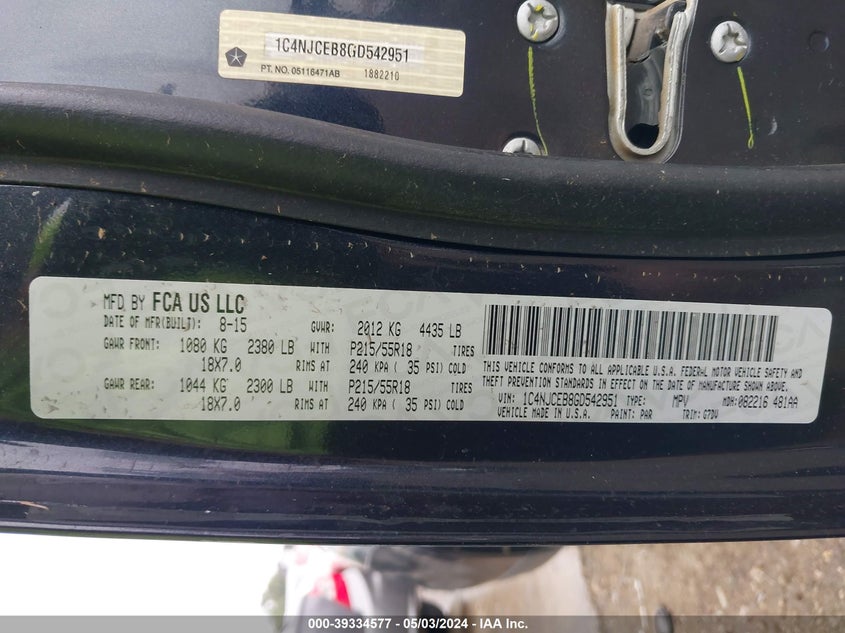 1C4NJCEB8GD542951
PT. NO. 05116471AB 1882210
MFD BY FCA US LLC
DATE OF MFR(BUILT): 8-15 GVWR: 2012 KG 4435 LB
GAWR FRONT: 1080 KG 2380 LB WITH P215/55R18 TIRES
18X7.0 RIMS AT 240 KPA ( 35 PSI) COLD
GAWR REAR: 1044 KG 2300 LB WITH P215/55R18 TIRES
18X7.0 RIMS AT 240 KPA ( 35 PSI) COLD
THIS VEHICLE CONFORMS TO ALL APPLICABLE U.S.A. FEDERAL MOTOR VEHICLE SAFETY AND
THEFT PREVENTION STANDARDS IN EFFECT ON THE DATE OF MANUFACTURE SHOWN ABOVE.
VIN: 1C4NJCEB8GD542951 TYPE: MPV MDH: 082216 481AA
VEHICLE MADE IN U.S.A. PAINT: PAR TRIM: G7DV
000-39334577 - 05/03/2024 - IAA Inc.